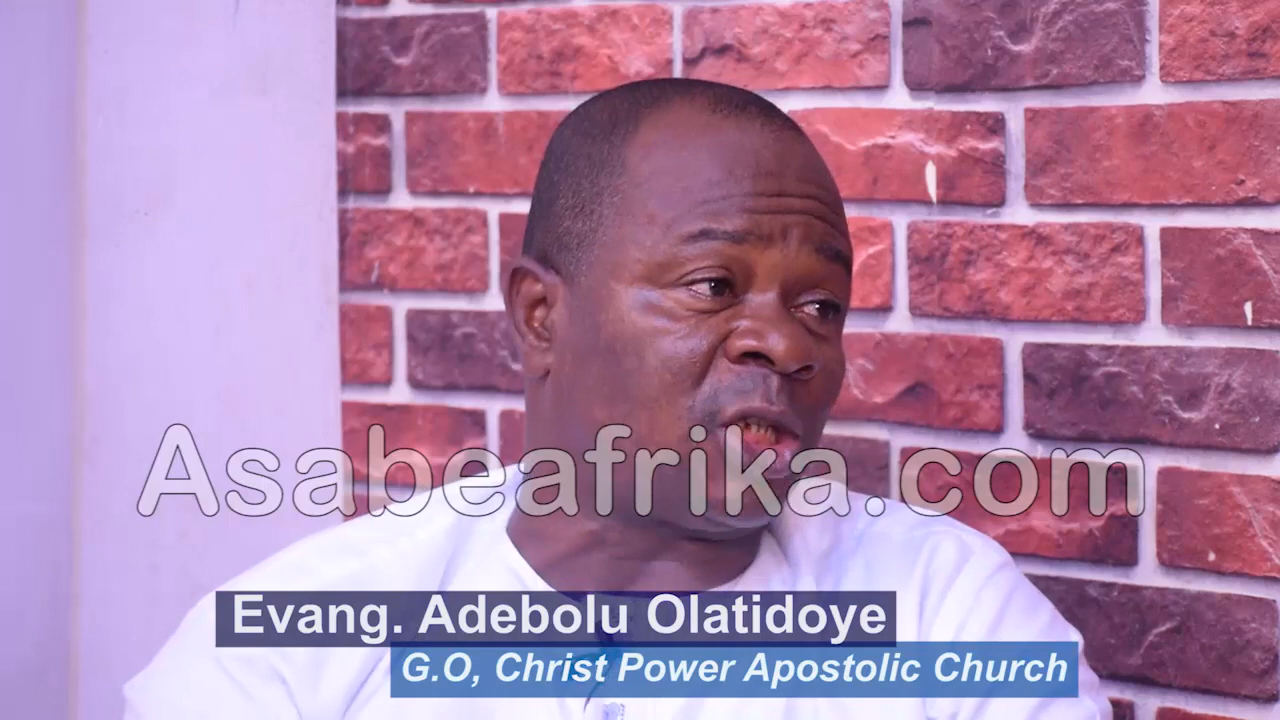 Asabeafrika.com
Evang. Adebolu Olatidoye
G.O, Christ Power Apostolic Church